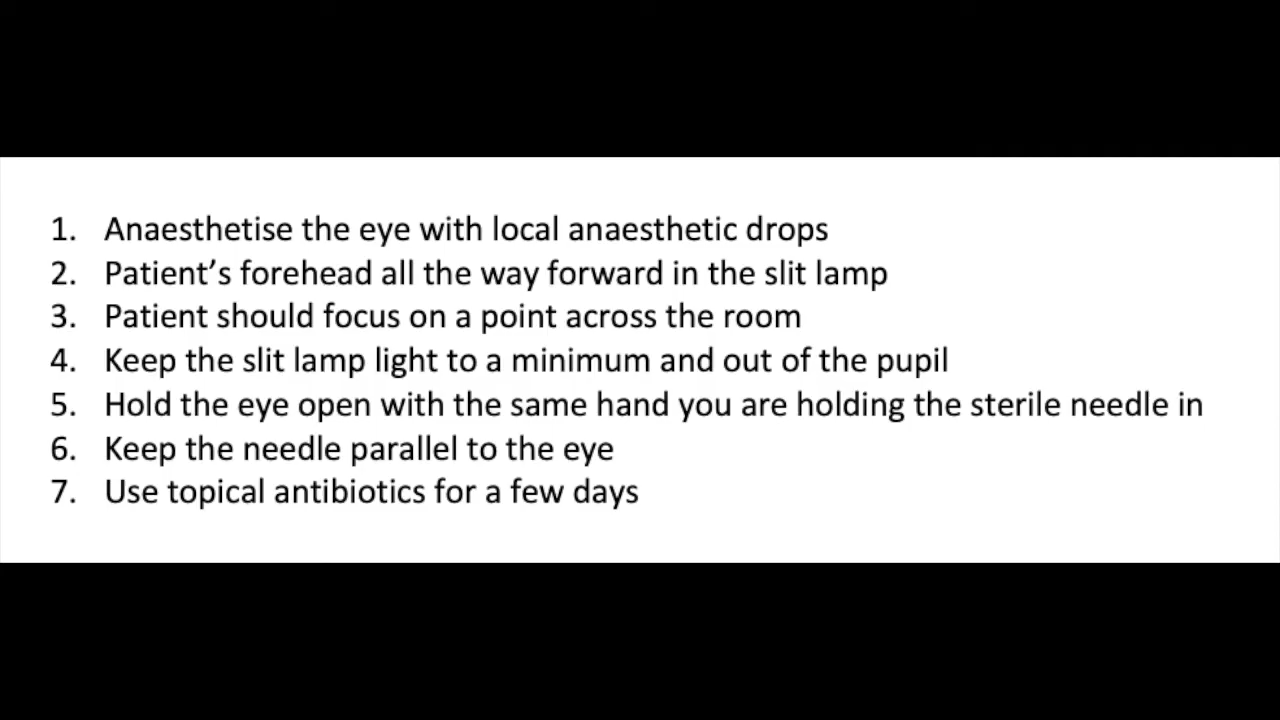 1. Anaesthetise the eye with local anaesthetic drops
2. Patient’s forehead all the way forward in the slit lamp
3. Patient should focus on a point across the room
4. Keep the slit lamp light to a minimum and out of the pupil
5. Hold the eye open with the same hand you are holding the sterile needle in
6. Keep the needle parallel to the eye
7. Use topical antibiotics for a few days